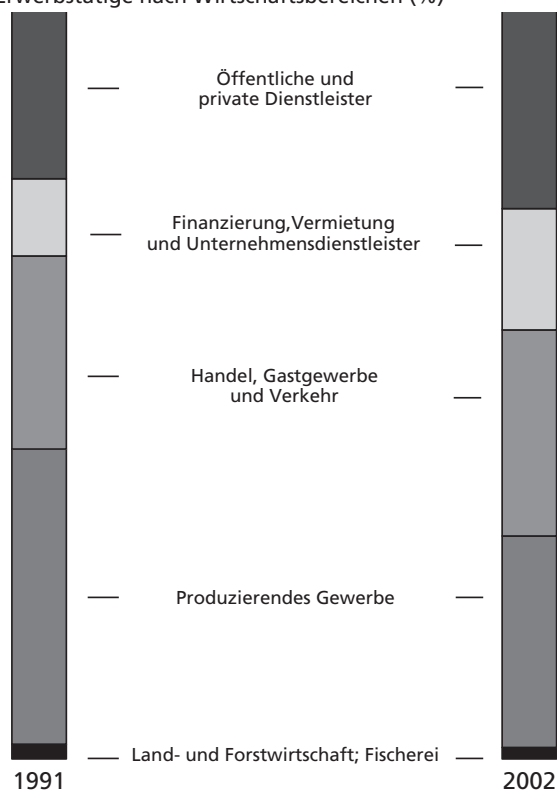 Erwerbstätige nach Wirtschaftsbereichen (%)
Öffentliche und
private Dienstleister
Finanzierung,Vermietung
und Unternehmensdienstleister
Handel, Gastgewerbe
und Verkehr
Produzierendes Gewerbe
Land- und Forstwirtschaft; Fischerei
1991
2002